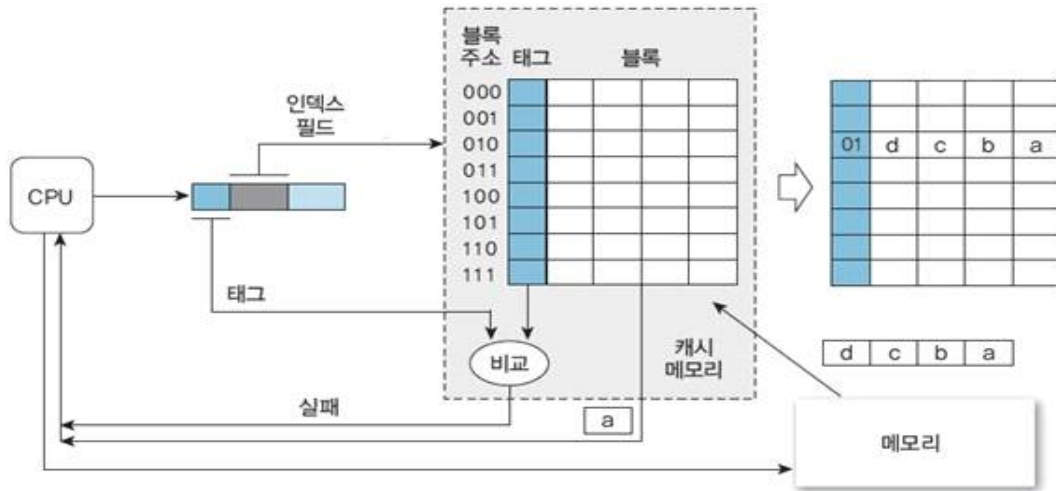 블록
주소 태그 블록
000
001
010
011
100
101
110
111
인덱스
필드
CPU
태그
비교
캐시
메모리
실패
a
01 d c b a
d c b a
메모리